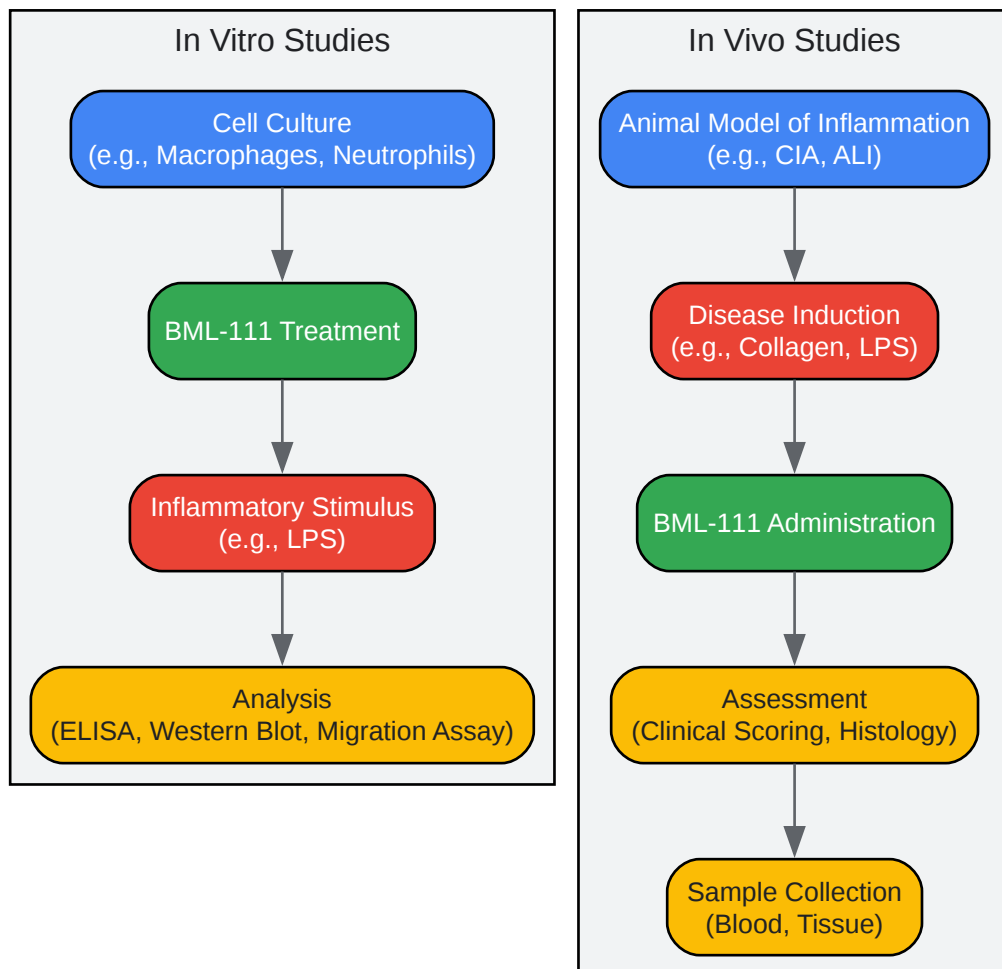 In Vitro Studies
Cell Culture
(e.g., Macrophages, Neutrophils)
BML-111 Treatment
Inflammatory Stimulus
(e.g., LPS)
Analysis
(ELISA, Western Blot, Migration Assay)
In Vivo Studies
Animal Model of Inflammation
(e.g., CIA, ALI)
Disease Induction
(e.g., Collagen, LPS)
BML-111 Administration
Assessment
(Clinical Scoring, Histology)
Sample Collection
(Blood, Tissue)